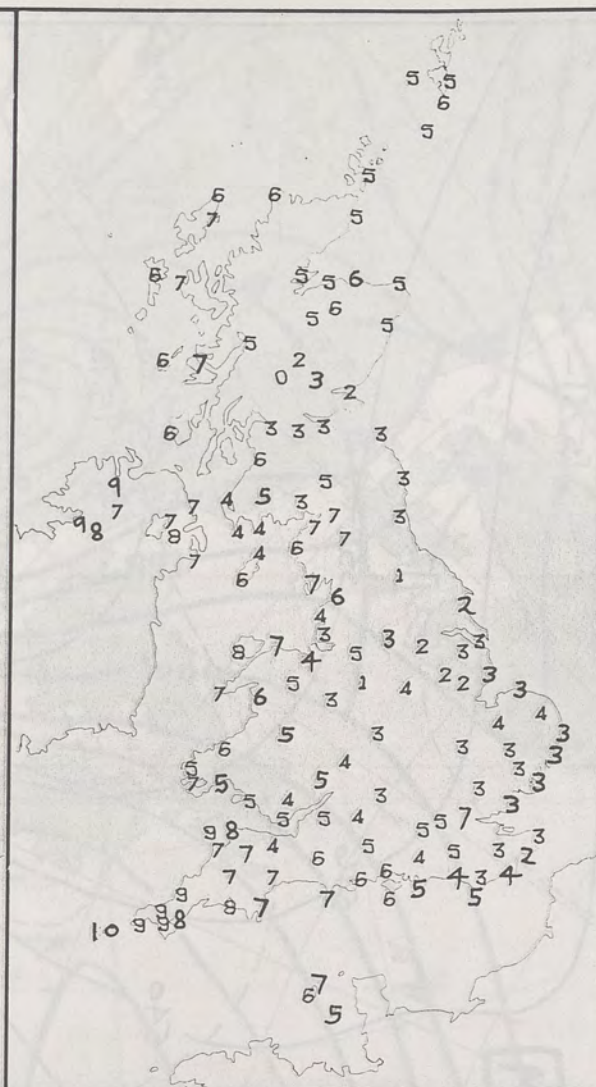 5 5
6
5
5
6 6
7 5
6 7 5 5 6 5
5 6 5
5
6 7 2
0 3
2
6 3 3 3 3
6
9 5 3
7 7 4 5 3
9 8 7 8 4 4 7 7 3
7 4 6 7
6 7 6 1
2
4
8 7 3 3 2 3 3
4 5
7 6 5 3 1 4 2 2 3 3
4 4
5 3 3 3 3
6 3 3
5 4
7 5 5 3 3
5 4 3 3
5 5 4 5 5 7
9 8 3
7 7 4 6 5 4 5 3 2
7 7 6 6 4 3 4
9 8 7 7 6 5 5
9
10 9 9 8
7
6
5